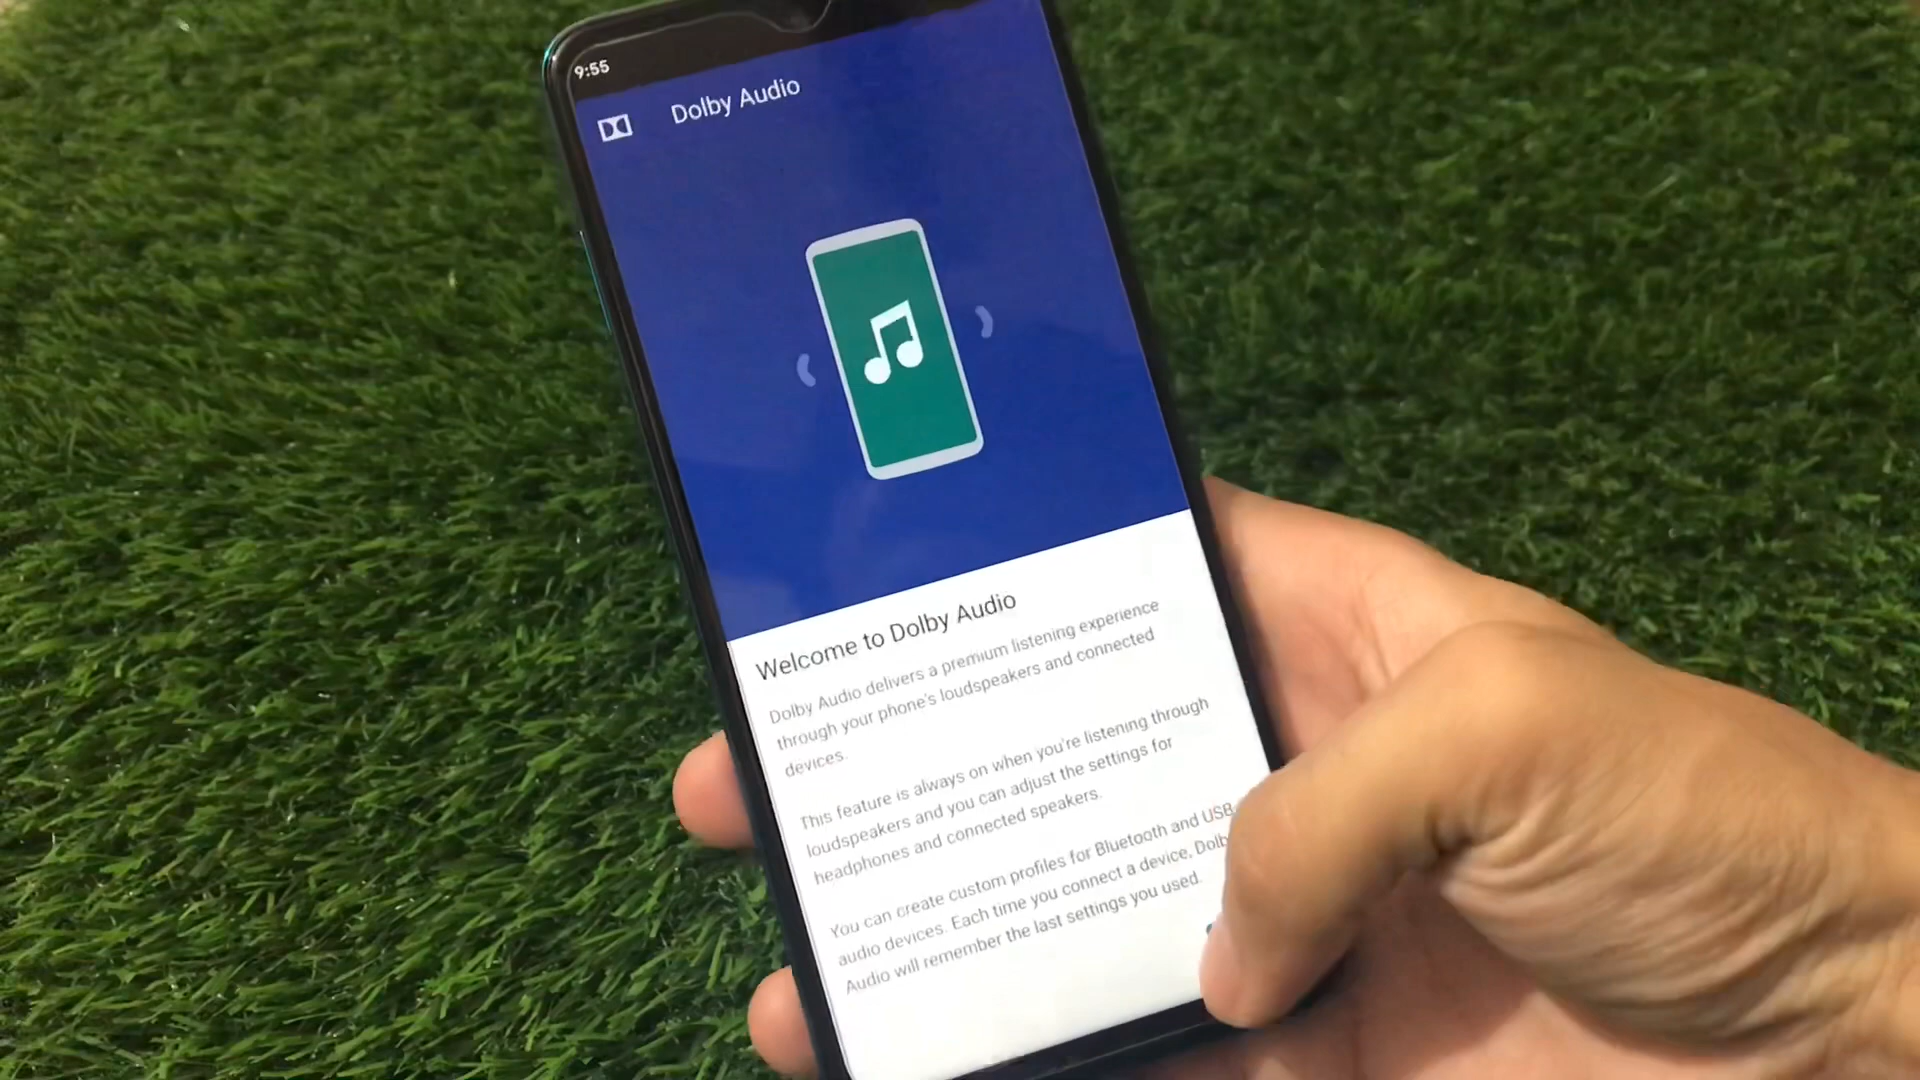 9:55
Dolby Audio
Welcome to Dolby Audio
Dolby Audio delivers a premium listening experience
through your phone's loudspeakers and connected
devices.
This feature is always on when you're listening through
loudspeakers and you can adjust the settings for
headphones and connected speakers.
You can create custom profiles for Bluetooth and USB
audio devices. Each time you connect a device, Dolby
Audio will remember the last settings you used.